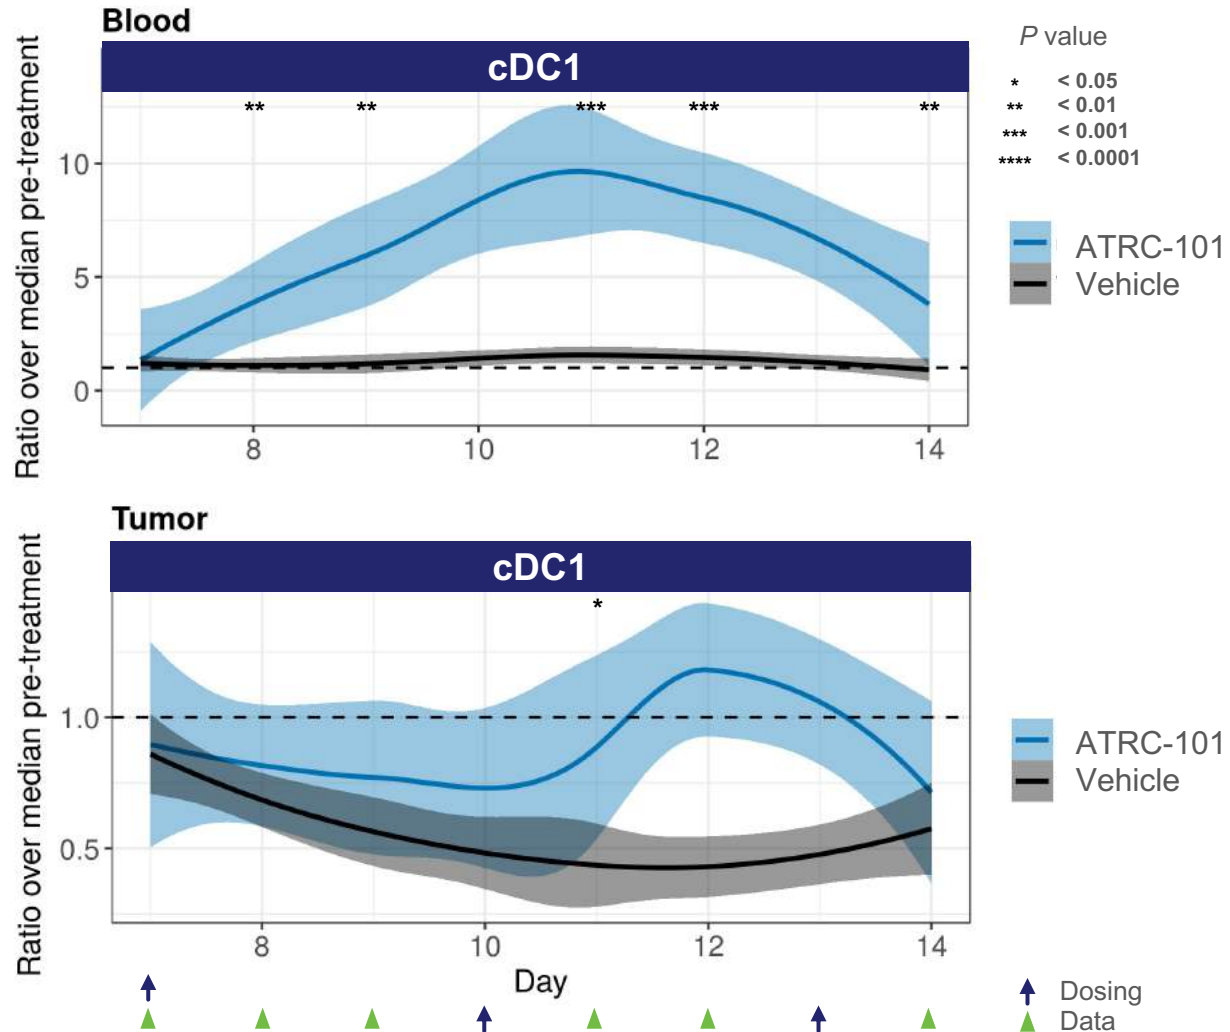 Blood
cDC1
** ** *** *** **
Ratio over median pre-treatment
10
5
0
8 10 12 14
P value
* < 0.05
** < 0.01
*** < 0.001
**** < 0.0001
ATRC-101
Vehicle
Tumor
cDC1
*
Ratio over median pre-treatment
1.0
0.5
8 10 12 14
Day
ATRC-101
Vehicle
Dosing
Data